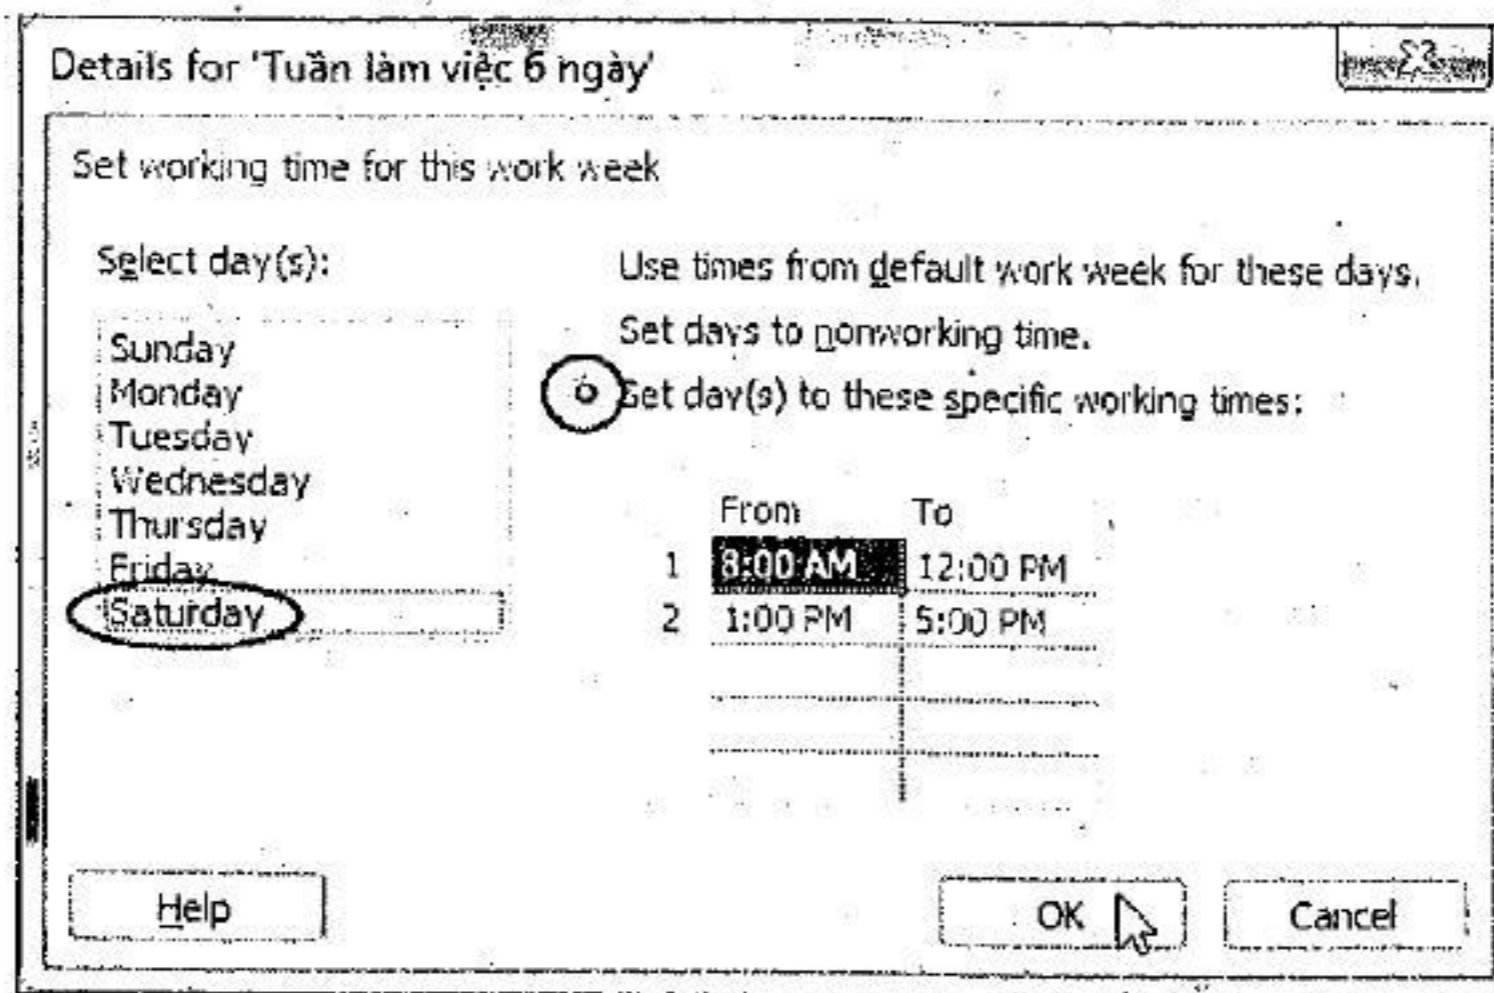 Details for 'Tuần làm việc 6 ngày'
Set working time for this work week
Select day(s):
Sunday
Monday
Tuesday
Wednesday
Thursday
Friday
Saturday
Use times from default work week for these days.
Set days to nonworking time.
Set day(s) to these specific working times:
From To
1 8:00 AM 12:00 PM
2 1:00 PM 5:00 PM
Help OK Cancel